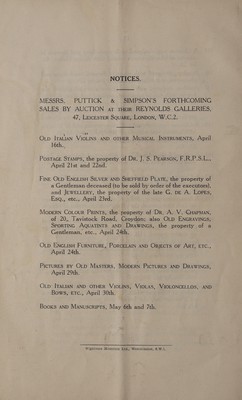 NOTICES.
MESSRS. PUTTICK & SIMPSON'S FORTHCOMING
SALES BY AUCTION AT THEIR REYNOLDS GALLERIES,
47, LEICESTER SQUARE, LONDON, W.C.2.
OLD ITALIAN VIOLINS AND OTHER MUSICAL INSTRUMENTS, April
16th.
POSTAGE STAMPS, the property of DR. J. S. PEARSON, F.R.P.S.L.,
April 21st and 22nd.
FINE OLD ENGLISH SILVER AND SHEFFIELD PLATE, the property of
a Gentleman deceased (to be sold by order of the executors),
and JEWELLERY, the property of the late G. DE A. LOPES,
ESQ., etc., April 23rd.
MODERN COLOUR PRINTS, the property of DR. A. V. CHAPMAN,
of 20, Tavistock Road, Croydon; also OLD ENGRAVINGS,
SPORTING AQUATINTS AND DRAWINGS, the property of a
Gentleman, etc., April 24th.
OLD ENGLISH FURNITURE, PORCELAIN AND OBJECTS OF ART, ETC.,
April 24th.
PICTURES BY OLD MASTERS, MODERN PICTURES AND DRAWINGS,
April 29th.
OLD ITALIAN AND OTHER VIOLINS, VIOLAS, VIOLONCELLOS, AND
BOWS, ETC., April 30th.
BOOKS AND MANUSCRIPTS, May 6th and 7th.